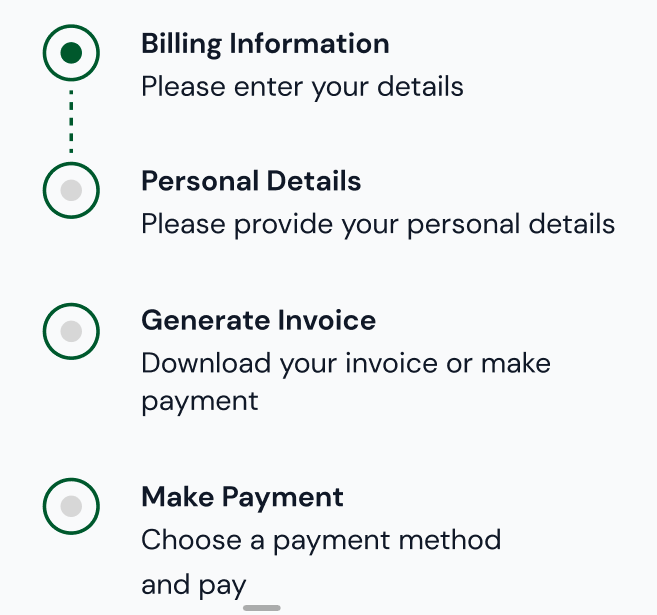 Billing Information
Please enter your details
Personal Details
Please provide your personal details
Generate Invoice
Download your invoice or make
payment
Make Payment
Choose a payment method
and pay